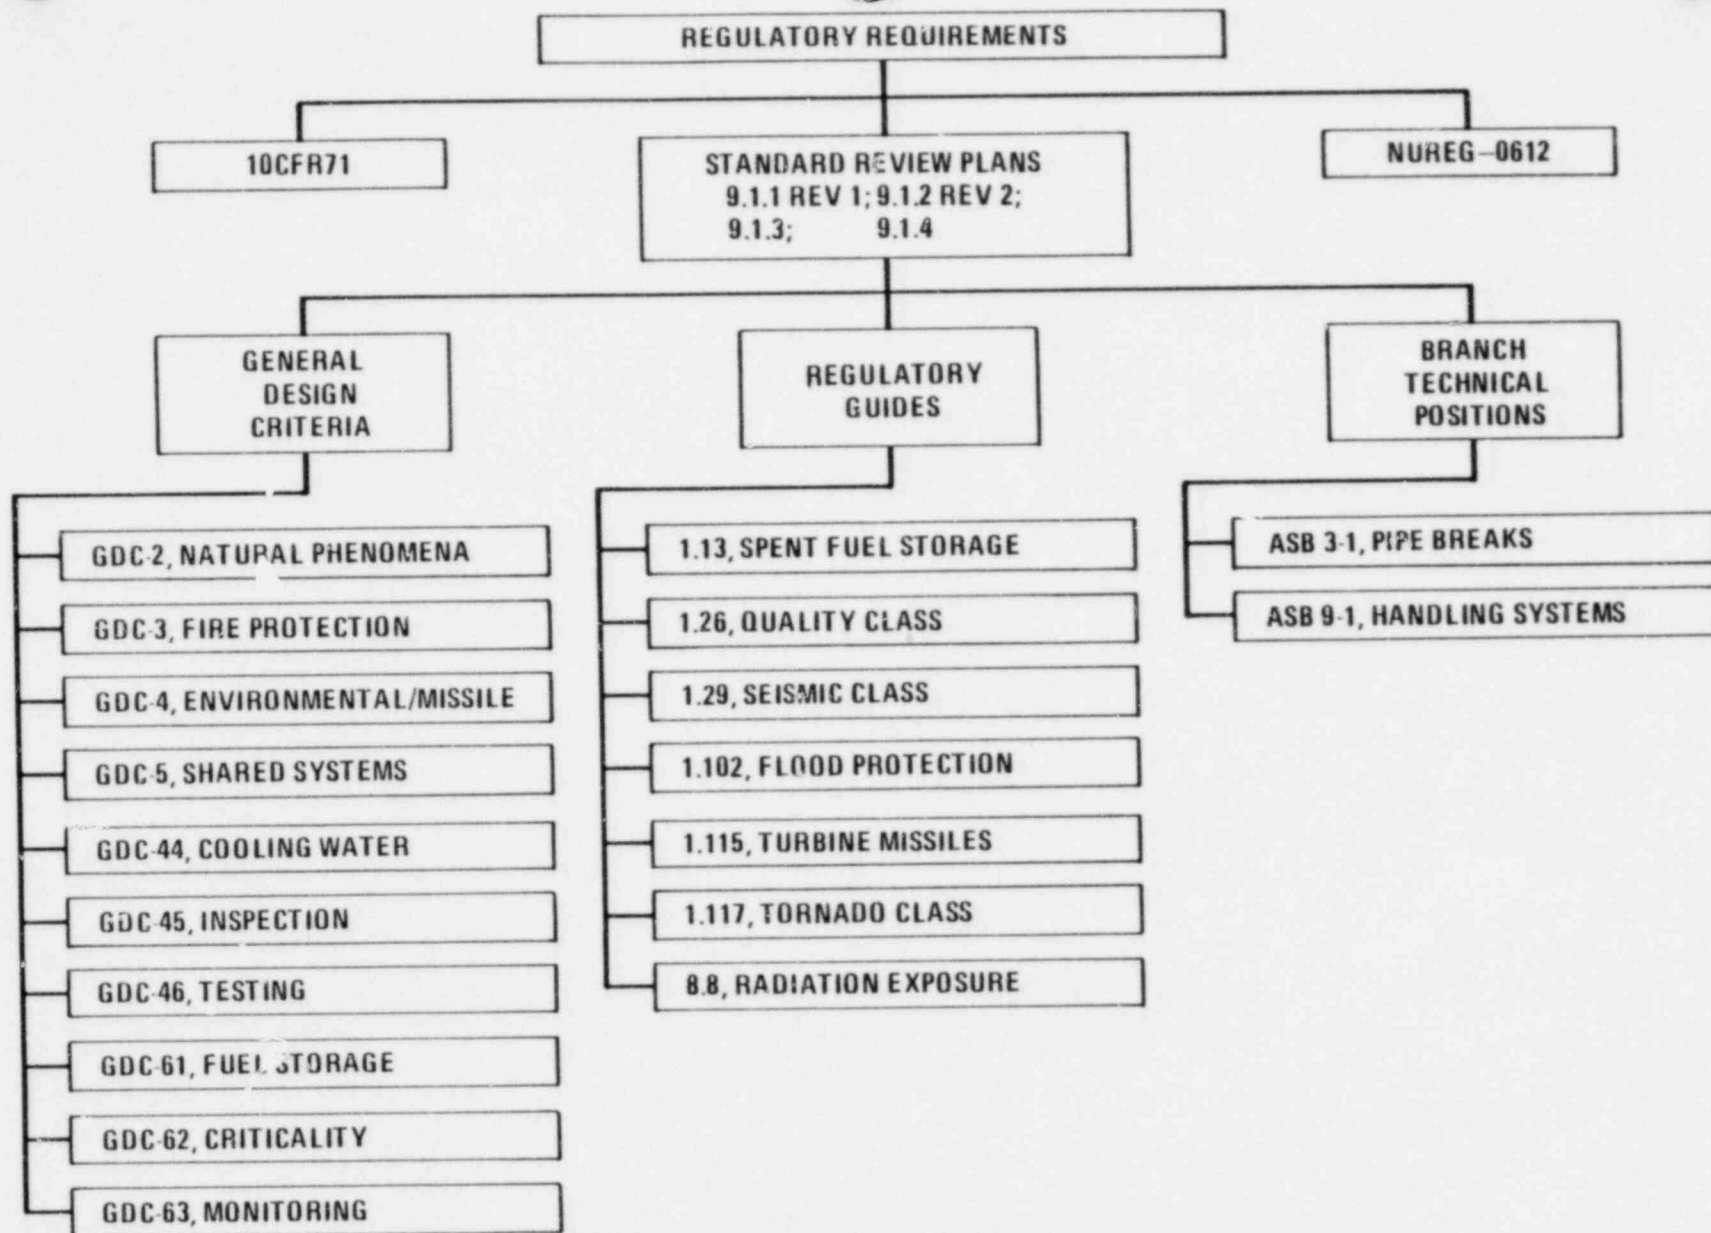 REGULATORY REQUIREMENTS
10CFR71
STANDARD REVIEW PLANS
9.1.1 REV 1; 9.1.2 REV 2;
9.1.3; 9.1.4
NUREG-0612
GENERAL
DESIGN
CRITERIA
REGULATORY
GUIDES
BRANCH
TECHNICAL
POSITIONS
GDC-2, NATURAL PHENOMENA
GDC-3, FIRE PROTECTION
GDC-4, ENVIRONMENTAL/MISSILE
GDC-5, SHARED SYSTEMS
GDC-44, COOLING WATER
GDC-45, INSPECTION
GDC-46, TESTING
GDC-61, FUEL STORAGE
GDC-62, CRITICALITY
GDC-63, MONITORING
1.13, SPENT FUEL STORAGE
1.26, QUALITY CLASS
1.29, SEISMIC CLASS
1.102, FLOOD PROTECTION
1.115, TURBINE MISSILES
1.117, TORNADO CLASS
8.8, RADIATION EXPOSURE
ASB 3-1, PIPE BREAKS
ASB 9-1, HANDLING SYSTEMS